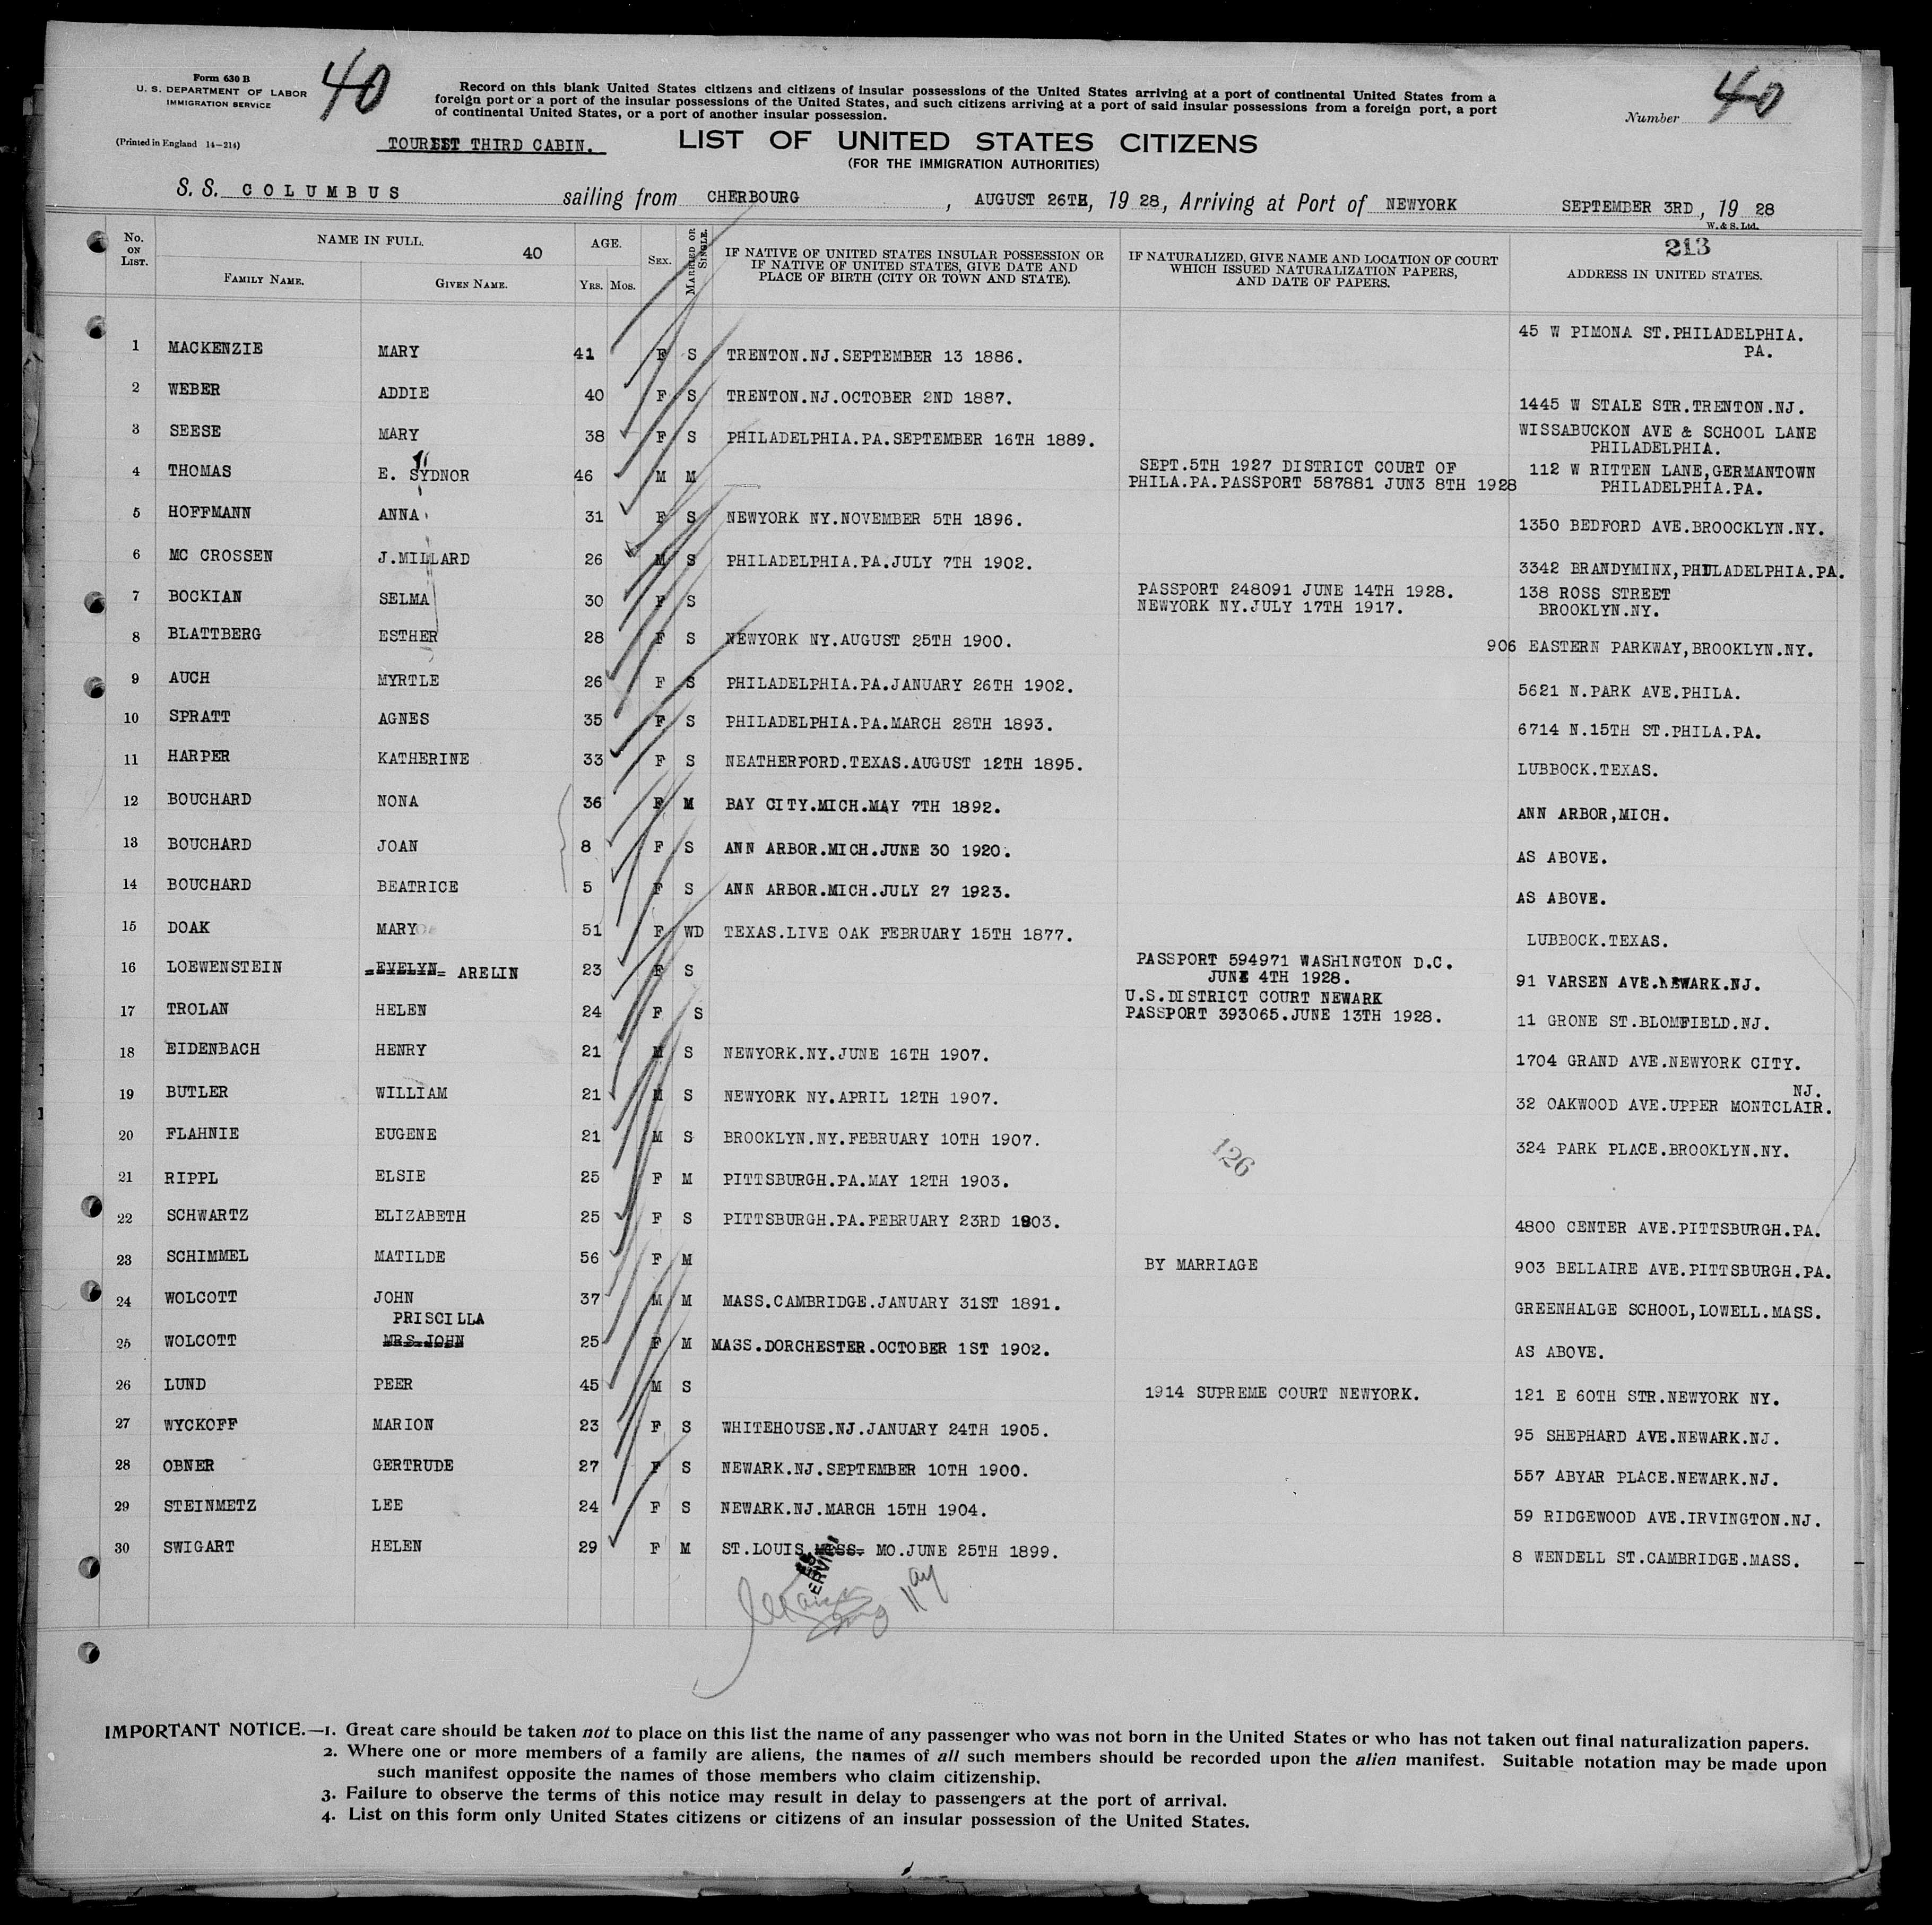 Form 630 B
U. S. DEPARTMENT OF LABOR
IMMIGRATION SERVICE
(Printed in England 14-214)
40
Record on this blank United States citizens and citizens of insular possessions of the United States arriving at a port of continental United States from a
foreign port or a port of the insular possessions of the United States, and such citizens arriving at a port of said insular possessions from a foreign port, a port
of continental United States, or a port of another insular possession.
Number 40
TOURIST THIRD CABIN. LIST OF UNITED STATES CITIZENS
(FOR THE IMMIGRATION AUTHORITIES)
S. S. COLUMBUS sailing from CHERBOURG, AUGUST 26TH, 1928, Arriving at Port of NEWYORK SEPTEMBER 3RD, 1928
W. & S. Ltd.
213
No. ON LIST. NAME IN FULL. 40 AGE. SEX. MARRIED OR SINGLE. IF NATIVE OF UNITED STATES INSULAR POSSESSION OR IF NATIVE OF UNITED STATES, GIVE DATE AND PLACE OF BIRTH (CITY OR TOWN AND STATE). IF NATURALIZED, GIVE NAME AND LOCATION OF COURT WHICH ISSUED NATURALIZATION PAPERS, AND DATE OF PAPERS. ADDRESS IN UNITED STATES.
FAMILY NAME. GIVEN NAME. YRS. MOS.
1 MACKENZIE MARY 41 F S TRENTON.NJ.SEPTEMBER 13 1886. 45 W PIMONA ST.PHILADELPHIA.
PA.
2 WEBER ADDIE 40 F S TRENTON.NJ.OCTOBER 2ND 1887. 1445 W STALE STR.TRENTON.NJ.
3 SEESE MARY 38 F S PHILADELPHIA.PA.SEPTEMBER 16TH 1889. WISSABUCKON AVE & SCHOOL LANE
PHILADELPHIA.
4 THOMAS E. SYDNOR 46 M M SEPT.5TH 1927 DISTRICT COURT OF
PHILA.PA.PASSPORT 587881 JUN3 8TH 1928 112 W RITTEN LANE,GERMANTOWN
PHILADELPHIA.PA.
5 HOFFMANN ANNA 31 F S NEWYORK NY.NOVEMBER 5TH 1896. 1350 BEDFORD AVE.BROOCKLYN.NY.
6 MC CROSSEN J.MILLARD 26 M S PHILADELPHIA.PA.JULY 7TH 1902. 3342 BRANDYMINX,PHILADELPHIA.PA.
7 BOCKIAN SELMA 30 F S PASSPORT 248091 JUNE 14TH 1928.
NEWYORK NY.JULY 17TH 1917. 138 ROSS STREET
BROOKLYN.NY.
8 BLATTBERG ESTHER 28 F S NEWYORK NY.AUGUST 25TH 1900. 906 EASTERN PARKWAY,BROOKLYN.NY.
9 AUCH MYRTLE 26 F S PHILADELPHIA.PA.JANUARY 26TH 1902. 5621 N.PARK AVE.PHILA.
10 SPRATT AGNES 35 F S PHILADELPHIA.PA.MARCH 28TH 1893. 6714 N.15TH ST.PHILA.PA.
11 HARPER KATHERINE 33 F S NEATHERFORD.TEXAS.AUGUST 12TH 1895. LUBBOCK.TEXAS.
12 BOUCHARD NONA 36 F M BAY CITY.MICH.MAY 7TH 1892. ANN ARBOR,MICH.
13 BOUCHARD JOAN 8 F S ANN ARBOR.MICH.JUNE 30 1920. AS ABOVE.
14 BOUCHARD BEATRICE 5 F S ANN ARBOR.MICH.JULY 27 1923. AS ABOVE.
15 DOAK MARY 51 F WD TEXAS.LIVE OAK FEBRUARY 15TH 1877. LUBBOCK.TEXAS.
16 LOEWENSTEIN EVELYN ARELIN 23 F S PASSPORT 594971 WASHINGTON D.C.
JUNE 4TH 1928. 91 VARSEN AVE.NEWARK.NJ.
17 TROLAN HELEN 24 F S U.S.DISTRICT COURT NEWARK
PASSPORT 393065.JUNE 13TH 1928. 11 GRONE ST.BLOMFIELD.NJ.
18 EIDENBACH HENRY 21 M S NEWYORK.NY.JUNE 16TH 1907. 1704 GRAND AVE.NEWYORK CITY.
19 BUTLER WILLIAM 21 M S NEWYORK NY.APRIL 12TH 1907. NJ.
32 OAKWOOD AVE.UPPER MONTCLAIR.
20 FLAHNIE EUGENE 21 M S BROOKLYN.NY.FEBRUARY 10TH 1907. 126 324 PARK PLACE.BROOKLYN.NY.
21 RIPPL ELSIE 25 F M PITTSBURGH.PA.MAY 12TH 1903.
22 SCHWARTZ ELIZABETH 25 F S PITTSBURGH.PA.FEBRUARY 23RD 1903. 4800 CENTER AVE.PITTSBURGH.PA.
23 SCHIMMEL MATILDE 56 F M BY MARRIAGE 903 BELLAIRE AVE.PITTSBURGH.PA.
24 WOLCOTT JOHN 37 M M MASS.CAMBRIDGE.JANUARY 31ST 1891. GREENHALGE SCHOOL,LOWELL.MASS.
PRISCILLA
25 WOLCOTT MRS.JOHN 25 F M MASS.DORCHESTER.OCTOBER 1ST 1902. AS ABOVE.
26 LUND PEER 45 M S 1914 SUPREME COURT NEWYORK. 121 E 60TH STR.NEWYORK NY.
27 WYCKOFF MARION 23 F S WHITEHOUSE.NJ.JANUARY 24TH 1905. 95 SHEPHARD AVE.NEWARK.NJ.
28 OBNER GERTRUDE 27 F S NEWARK.NJ.SEPTEMBER 10TH 1900. 557 ABYAR PLACE.NEWARK.NJ.
29 STEINMETZ LEE 24 F S NEWARK.NJ.MARCH 15TH 1904. 59 RIDGEWOOD AVE.IRVINGTON.NJ.
30 SWIGART HELEN 29 F M ST.LOUIS MISS. MO.JUNE 25TH 1899. 8 WENDELL ST.CAMBRIDGE.MASS.
IMPORTANT NOTICE.—1. Great care should be taken not to place on this list the name of any passenger who was not born in the United States or who has not taken out final naturalization papers.
2. Where one or more members of a family are aliens, the names of all such members should be recorded upon the alien manifest. Suitable notation may be made upon
such manifest opposite the names of those members who claim citizenship.
3. Failure to observe the terms of this notice may result in delay to passengers at the port of arrival.
4. List on this form only United States citizens or citizens of an insular possession of the United States.